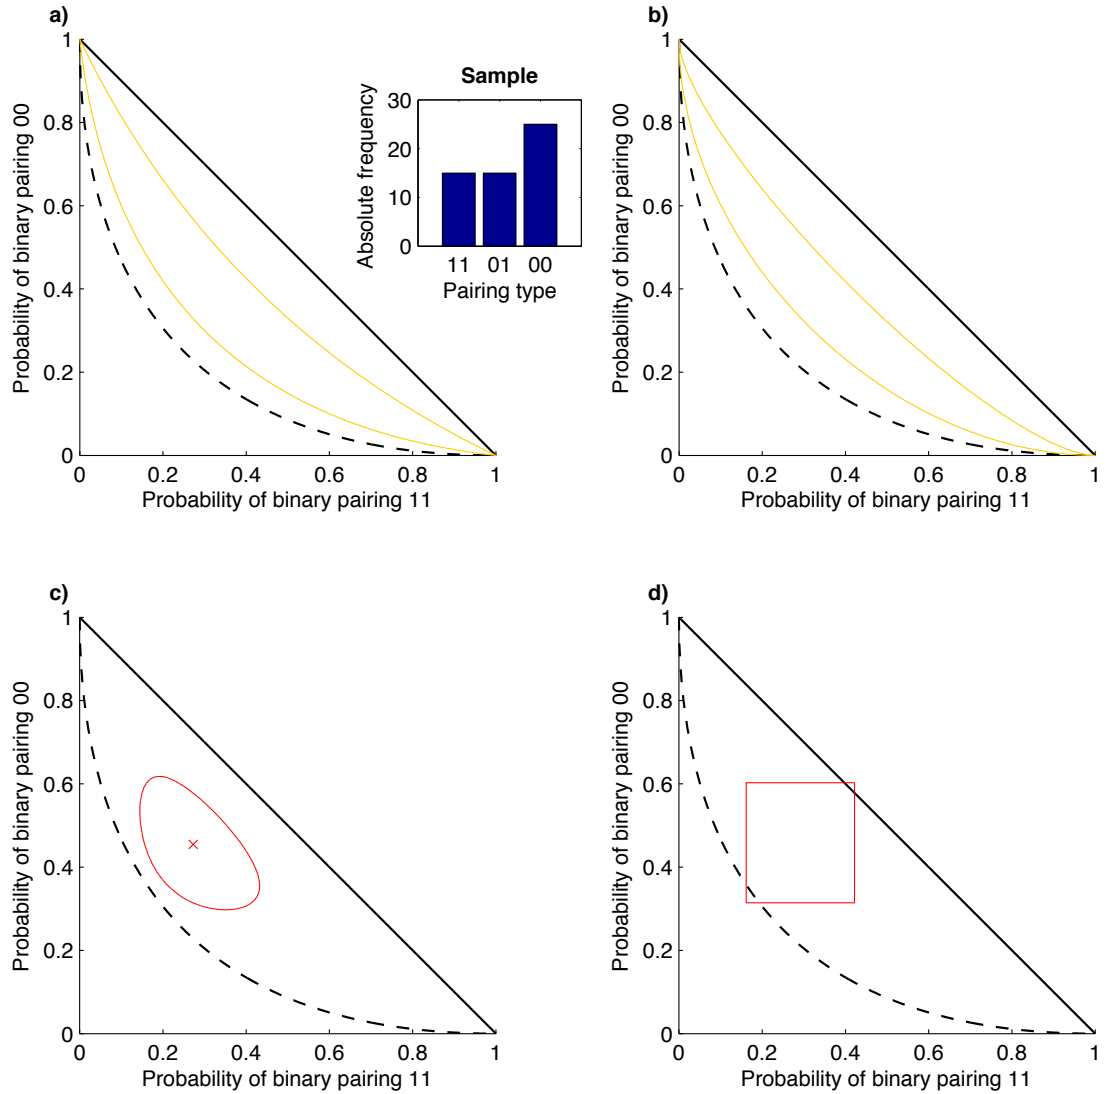 a)
1
0.8
0.6
0.4
0.2
0
0 0.2 0.4 0.6 0.8 1
Probability of binary pairing 11
Probability of binary pairing 00
Sample
30
20
10
0
Absolute frequency
11 01 00
Pairing type
b)
1
0.8
0.6
0.4
0.2
0
0 0.2 0.4 0.6 0.8 1
Probability of binary pairing 11
Probability of binary pairing 00
c)
1
0.8
0.6
0.4
0.2
0
0 0.2 0.4 0.6 0.8 1
Probability of binary pairing 11
Probability of binary pairing 00
d)
1
0.8
0.6
0.4
0.2
0
0 0.2 0.4 0.6 0.8 1
Probability of binary pairing 11
Probability of binary pairing 00